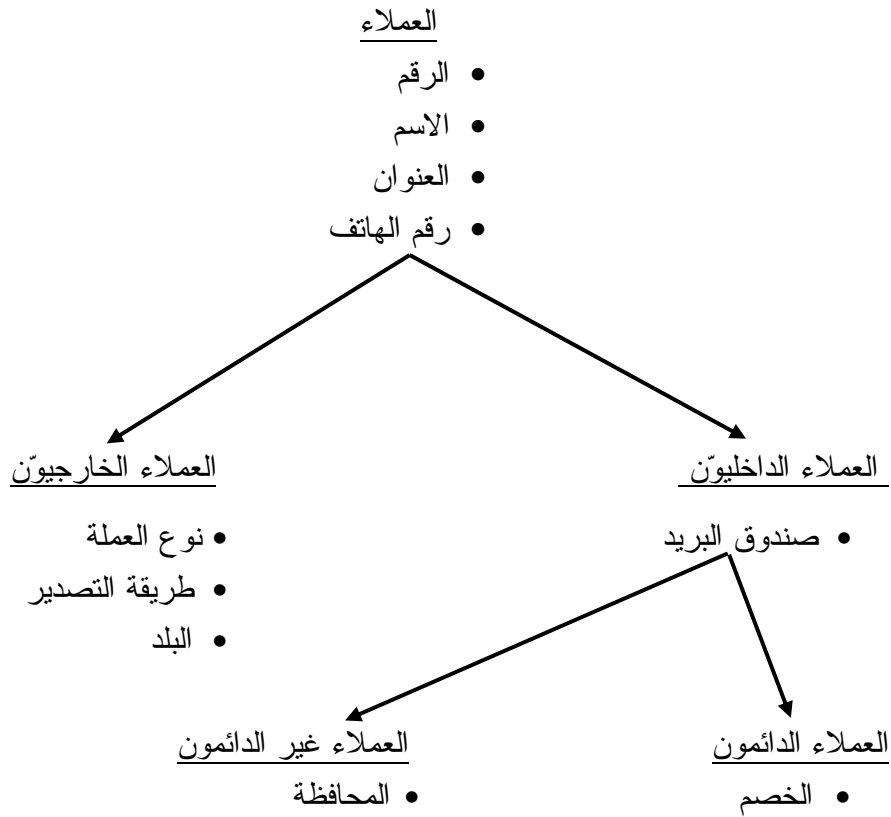 العملاء
• الرقم
• الاسم
• العنوان
• رقم الهاتف
العملاء الداخليوّن
• صندوق البريد
العملاء الخارجيوّن
• نوع العملة
• طريقة التصدير
• البلد
العملاء الدائمون
• الخصم
العملاء غير الدائمون
• المحافظة